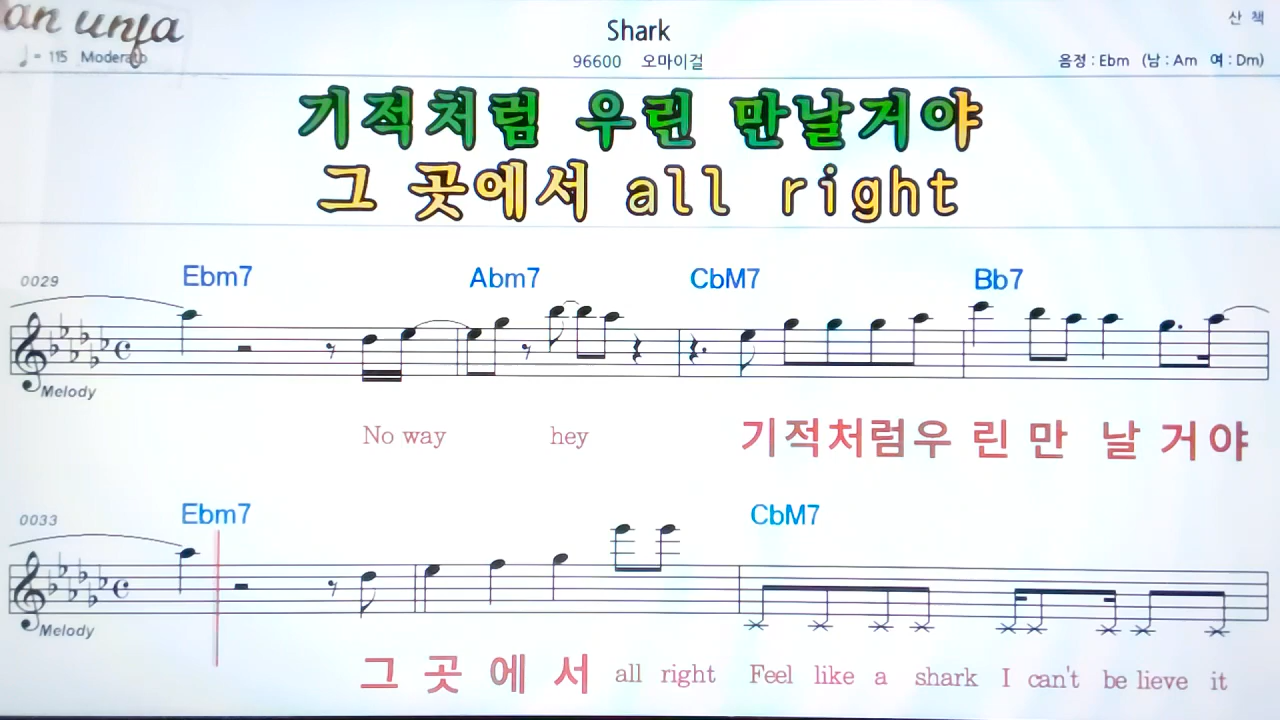 an unfa
Shark
산 책
♩= 115 Moderato
96600 오마이걸
음정 : Ebm (남 : Am 여 : Dm)
기적처럼 우린 만날거야
그 곳에서 all right
0029 Ebm7 Abm7 CbM7 Bb7
Melody
No way hey 기적처럼우 린 만 날 거 야
0033 Ebm7 CbM7
Melody
그 곳 에 서 all right Feel like a shark I can't be lieve it